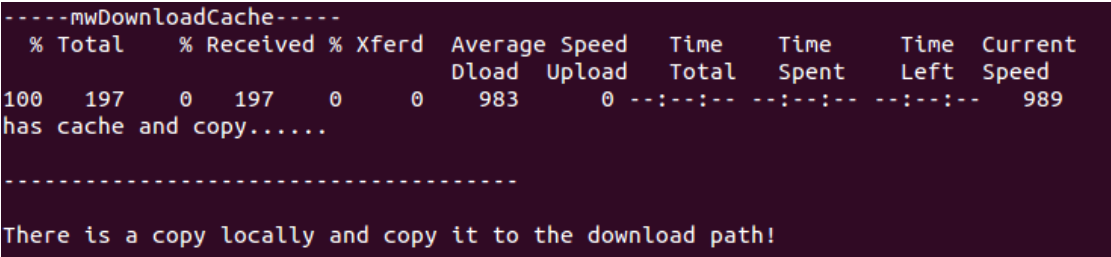 -----mwDownloadCache-----
  % Total    % Received % Xferd  Average Speed   Time    Time     Time  Current
                                 Dload  Upload   Total   Spent    Left  Speed
100   197    0   197    0     0    983      0 --:--:-- --:--:-- --:--:--   989
has cache and copy......
--------------------------------------
There is a copy locally and copy it to the download path!